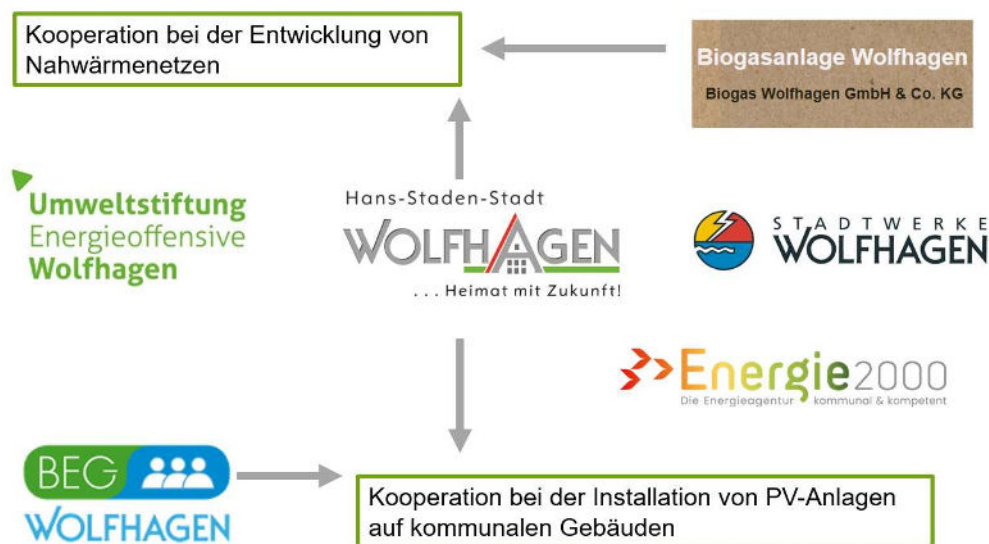 Kooperation bei der Entwicklung von
Nahwärmenetzen
Biogasanlage Wolfhagen
Biogas Wolfhagen GmbH & Co. KG
Umweltstiftung
Energieoffensive
Wolfhagen
Hans-Staden-Stadt
WOLFHAGEN
... Heimat mit Zukunft!
STADTWERKE
WOLFHAGEN
Energie2000
Die Energieagentur kommunal & kompetent
BEG
WOLFHAGEN
Kooperation bei der Installation von PV-Anlagen
auf kommunalen Gebäuden